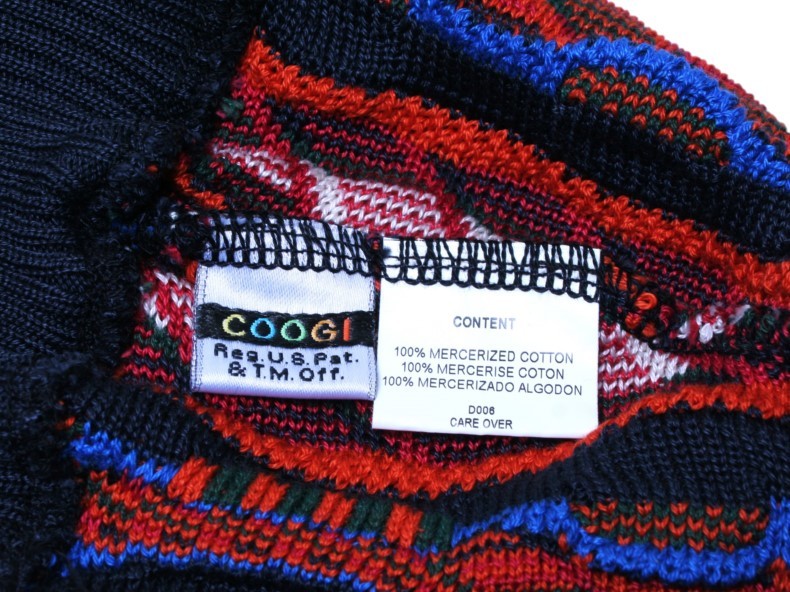 COOGI
Reg. U.S. Pat.
& T.M. Off.
CONTENT
100% MERCERIZED COTTON
100% MERCERISE COTON
100% MERCERIZADO ALGODON
D006
CARE OVER